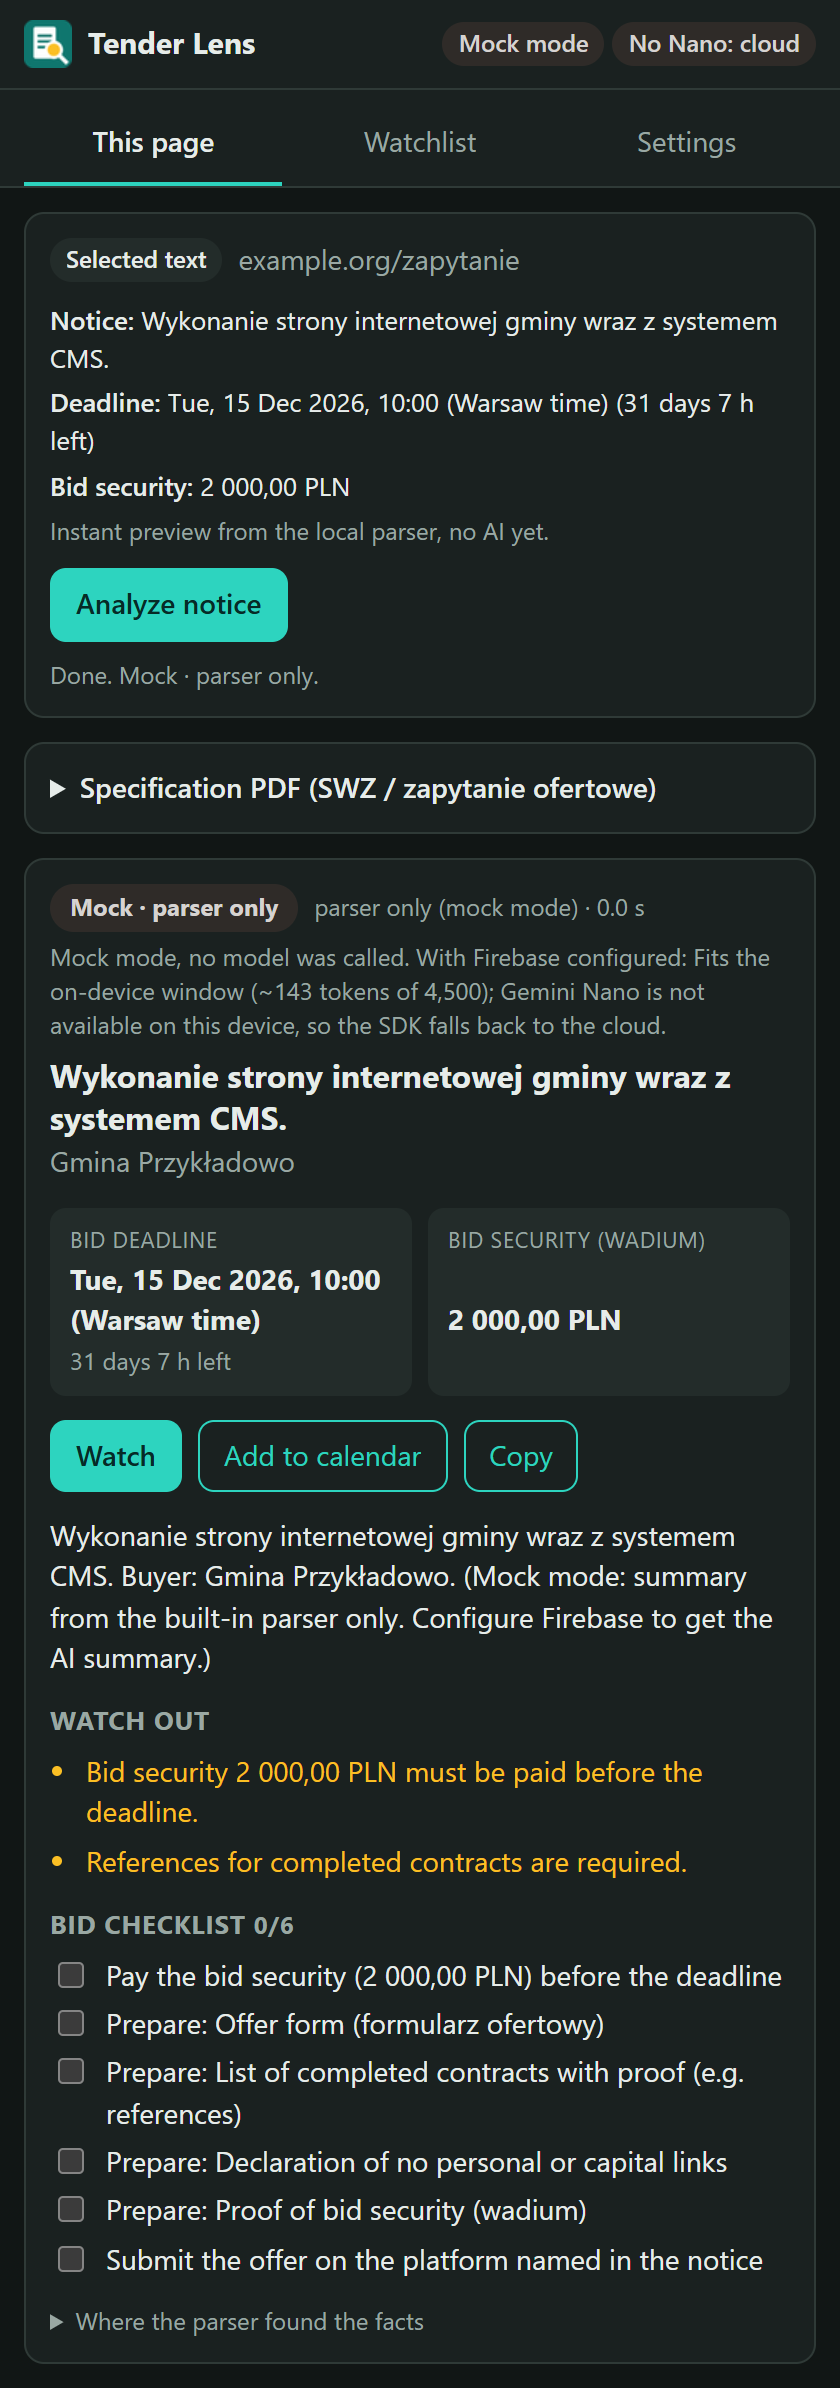 Tender Lens
Mock mode
No Nano: cloud
This page
Watchlist
Settings
Selected text example.org/zapytanie
Notice: Wykonanie strony internetowej gminy wraz z systemem
CMS.
Deadline: Tue, 15 Dec 2026, 10:00 (Warsaw time) (31 days 7 h
left)
Bid security: 2 000,00 PLN
Instant preview from the local parser, no AI yet.
Analyze notice
Done. Mock · parser only.
Specification PDF (SWZ / zapytanie ofertowe)
Mock · parser only parser only (mock mode) · 0.0 s
Mock mode, no model was called. With Firebase configured: Fits the
on-device window (~143 tokens of 4,500); Gemini Nano is not
available on this device, so the SDK falls back to the cloud.
Wykonanie strony internetowej gminy wraz z
systemem CMS.
Gmina Przykładowo
BID DEADLINE
Tue, 15 Dec 2026, 10:00
(Warsaw time)
31 days 7 h left
BID SECURITY (WADIUM)
2 000,00 PLN
Watch
Add to calendar
Copy
Wykonanie strony internetowej gminy wraz z systemem
CMS. Buyer: Gmina Przykładowo. (Mock mode: summary
from the built-in parser only. Configure Firebase to get the
AI summary.)
WATCH OUT
• Bid security 2 000,00 PLN must be paid before the
deadline.
• References for completed contracts are required.
BID CHECKLIST 0/6
Pay the bid security (2 000,00 PLN) before the deadline
Prepare: Offer form (formularz ofertowy)
Prepare: List of completed contracts with proof (e.g.
references)
Prepare: Declaration of no personal or capital links
Prepare: Proof of bid security (wadium)
Submit the offer on the platform named in the notice
Where the parser found the facts